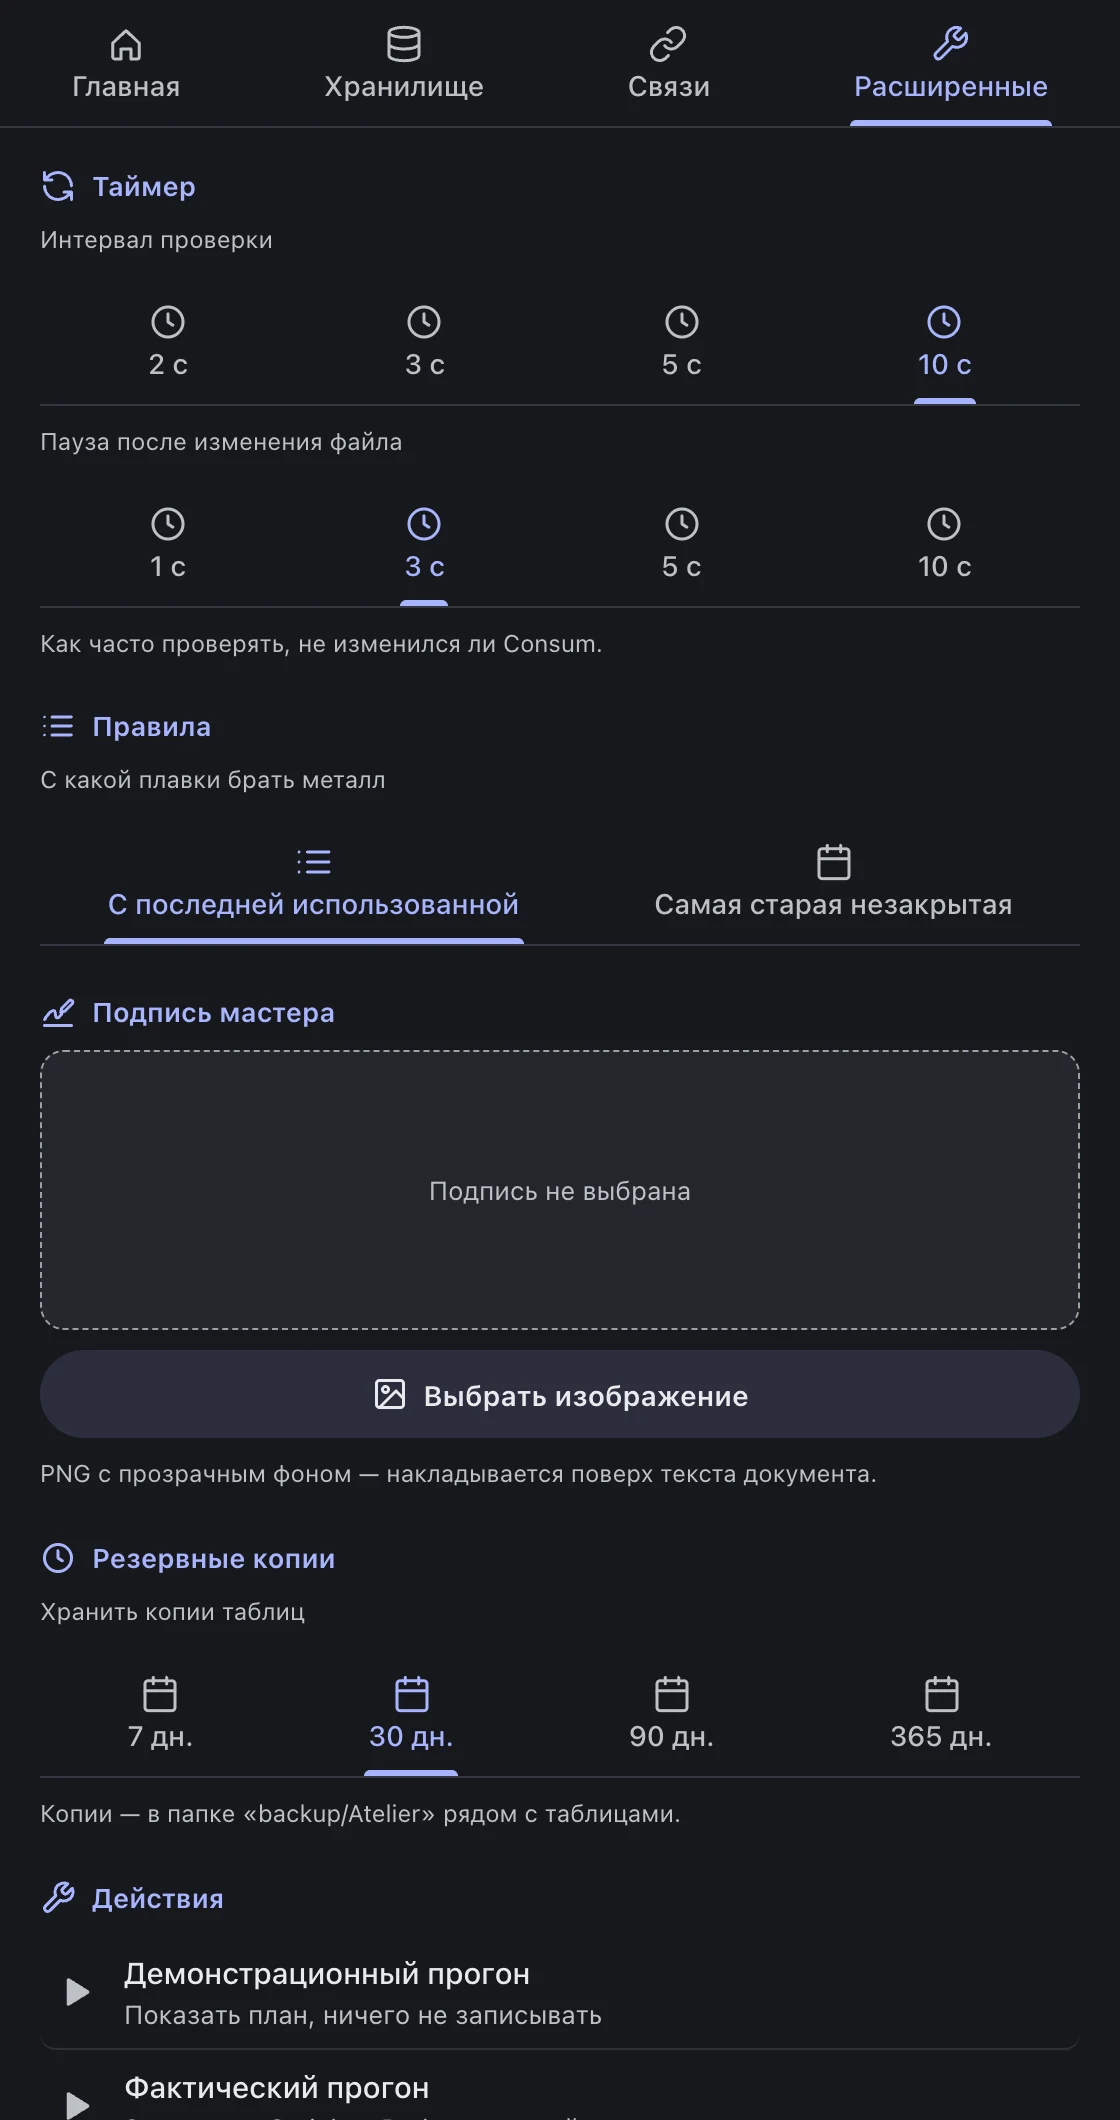 Главная
Хранилище
Связи
Расширенные
Таймер
Интервал проверки
2 с
3 с
5 с
10 с
Пауза после изменения файла
1 с
3 с
5 с
10 с
Как часто проверять, не изменился ли Consum.
Правила
С какой плавки брать металл
С последней использованной
Самая старая незакрытая
Подпись мастера
Подпись не выбрана
Выбрать изображение
PNG с прозрачным фоном — накладывается поверх текста документа.
Резервные копии
Хранить копии таблиц
7 дн.
30 дн.
90 дн.
365 дн.
Копии — в папке «backup/Atelier» рядом с таблицами.
Действия
Демонстрационный прогон
Показать план, ничего не записывать
Фактический прогон